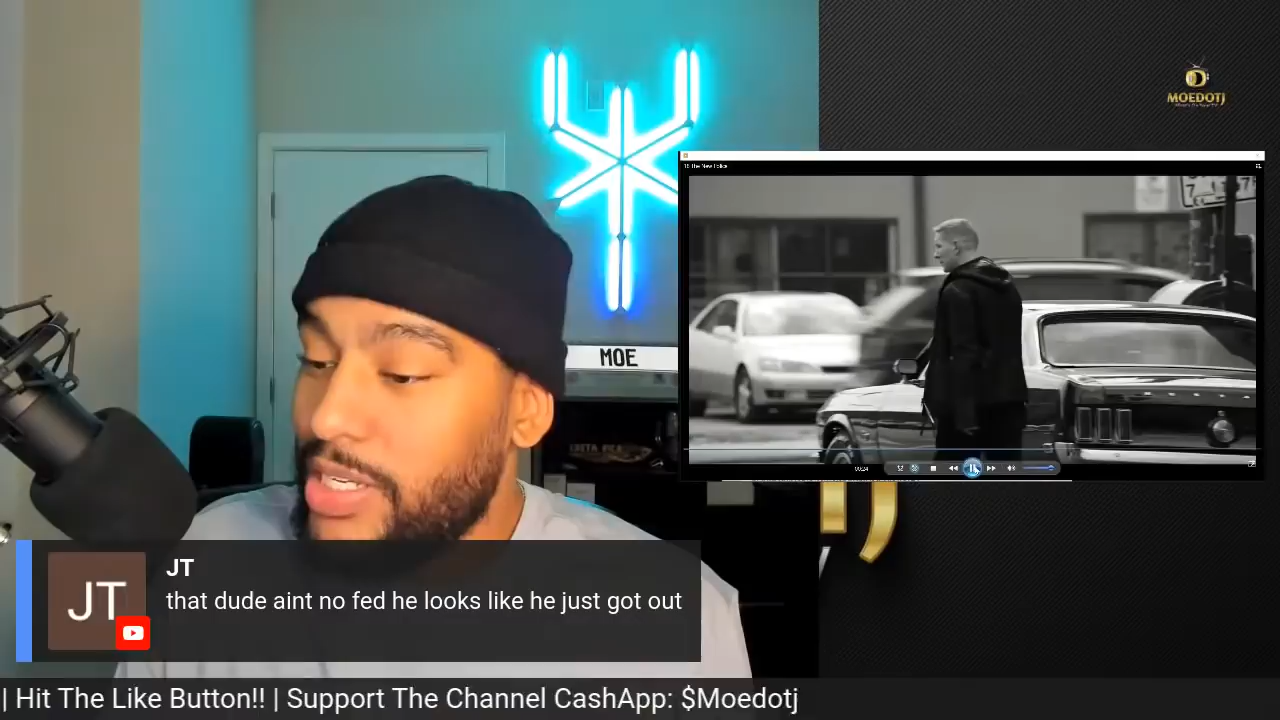 MOEDOTJ
MOE
JT
JT
that dude aint no fed he looks like he just got out
| Hit The Like Button!! | Support The Channel CashApp: $Moedotj